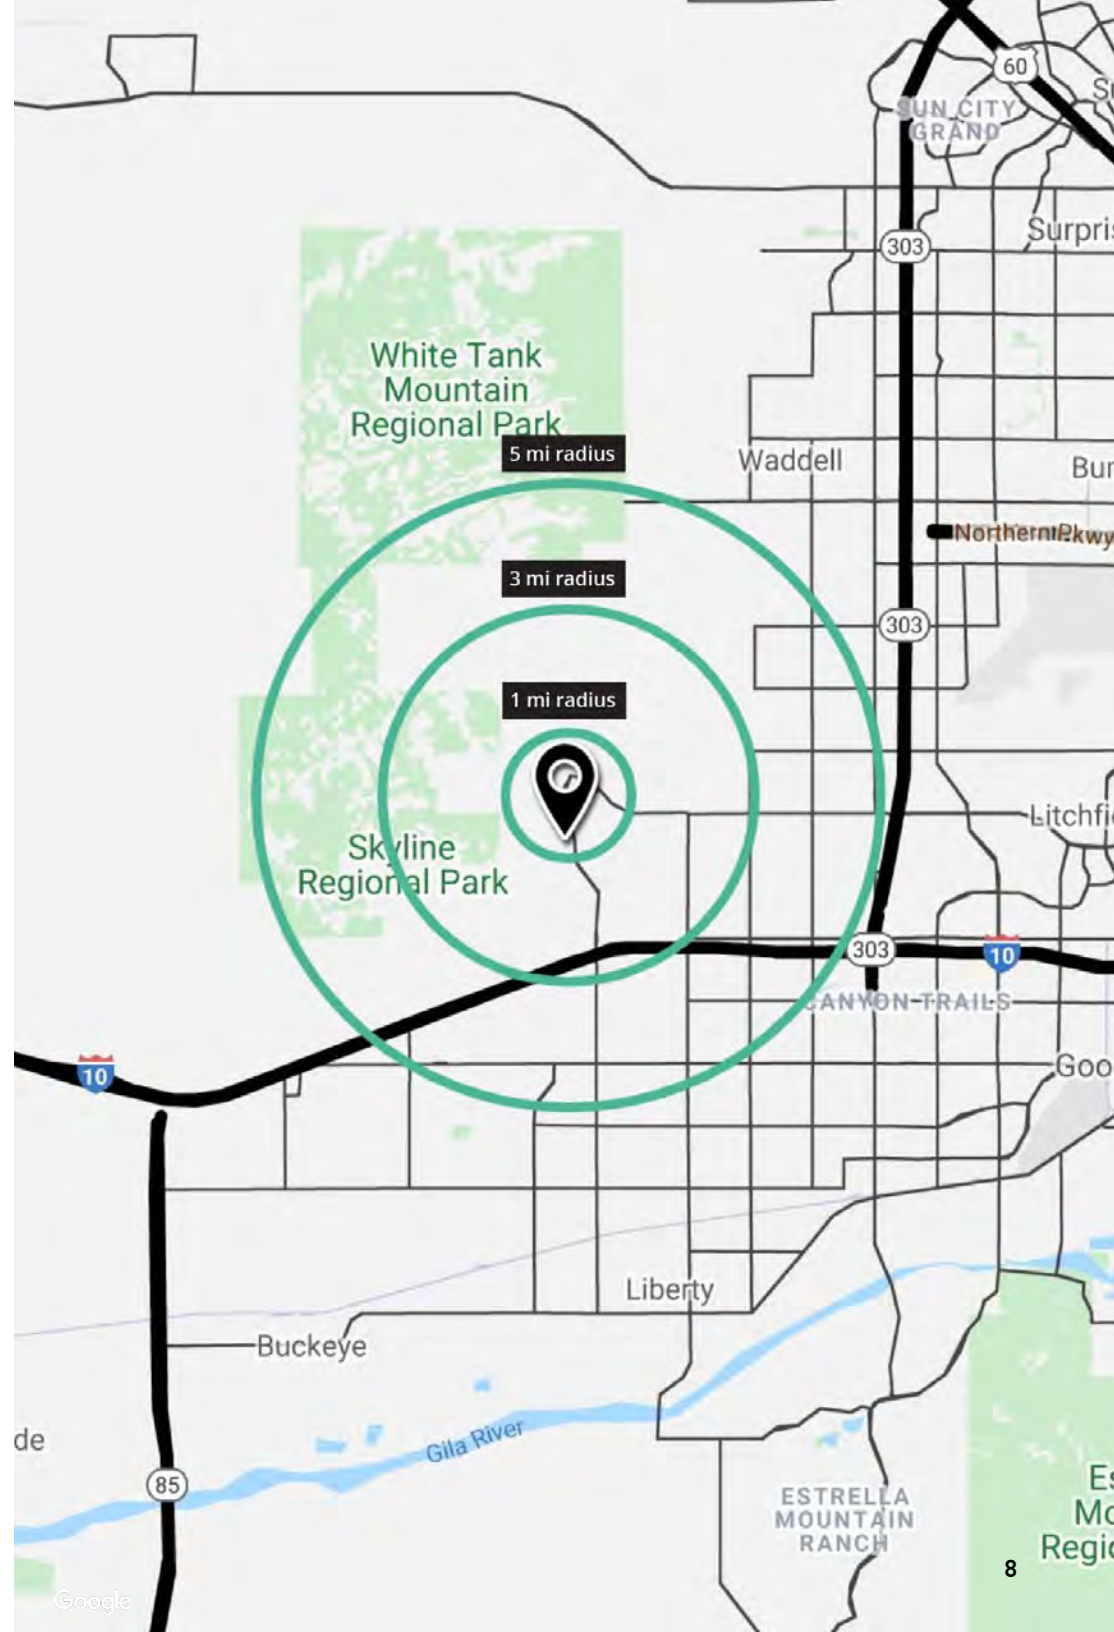 60
Su
SUN CITY
GRAND
Surpris
303
White Tank
Mountain
Regional Park
5 mi radius
Waddell
Bur
Northern Pkwy
3 mi radius
303
1 mi radius
Litchfie
Skyline
Regional Park
303
10
CANYON TRAILS
10
Goo
Liberty
Buckeye
de
Gila River
85
ESTRELLA
MOUNTAIN
RANCH
Es
Mo
Regio
8
Google